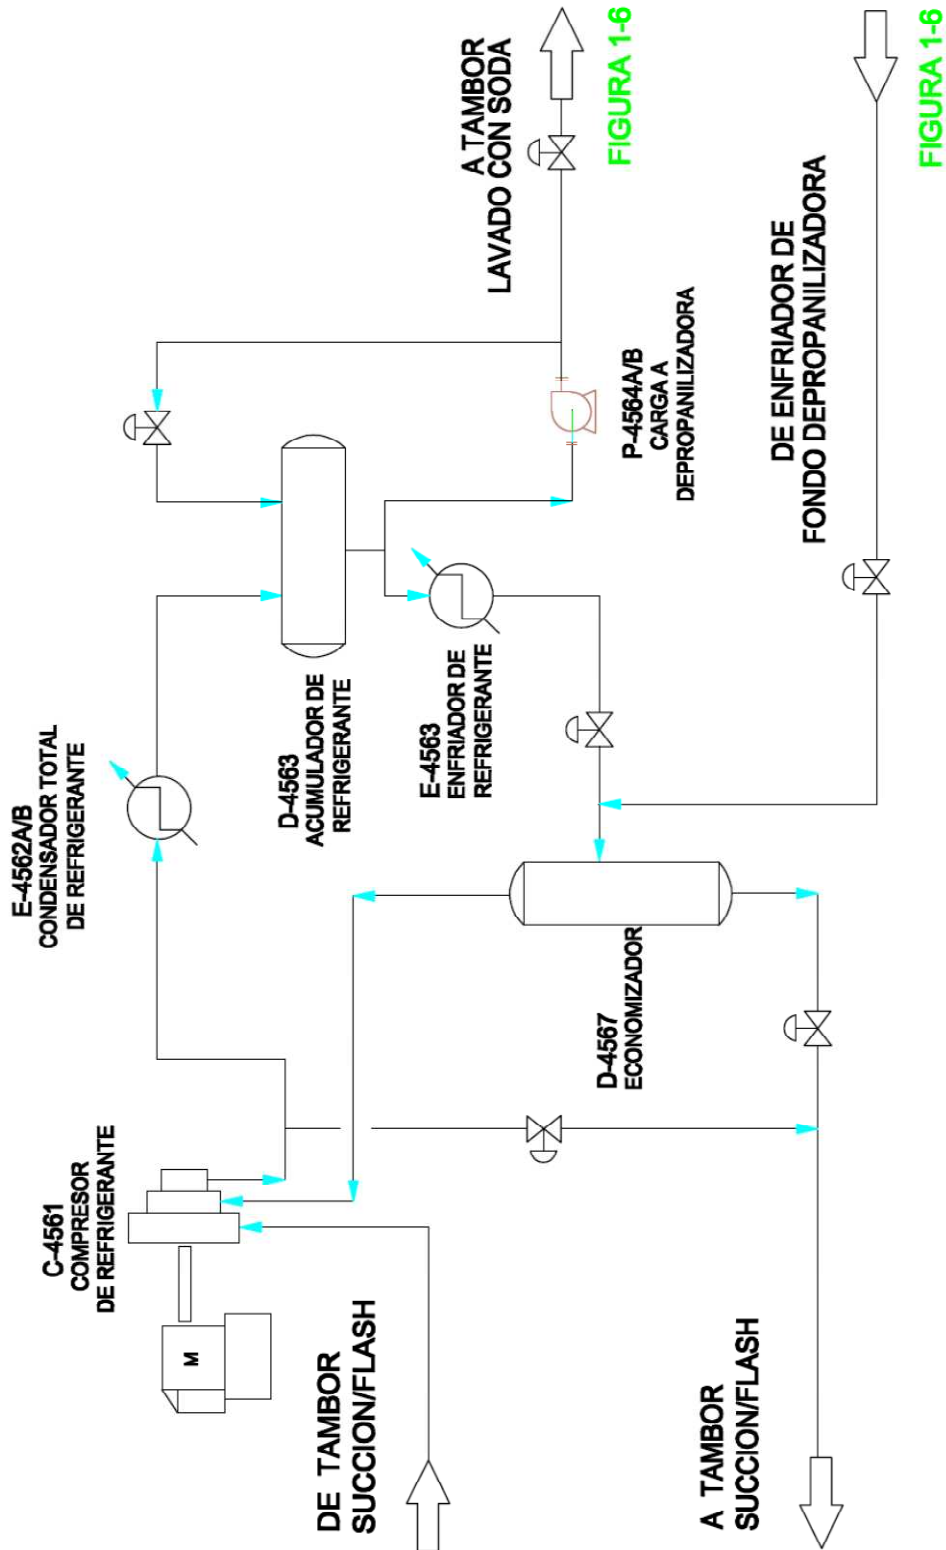 E-4562A/B
CONDENSADOR TOTAL
DE REFRIGERANTE
C-4561
COMPRESOR
DE REFRIGERANTE
M
DE TAMBOR
SUCCION/FLASH
A TAMBOR
SUCCION/FLASH
D-4563
ACUMULADOR DE
REFRIGERANTE
E-4563
ENFRIADOR DE
REFRIGERANTE
D-4567
ECONOMIZADOR
A TAMBOR
LAVADO CON SODA
FIGURA 1-6
P-4564A/B
CARGA A
DEPROPANILIZADORA
DE ENFRIADOR DE
FONDO DEPROPANILIZADORA
FIGURA 1-6